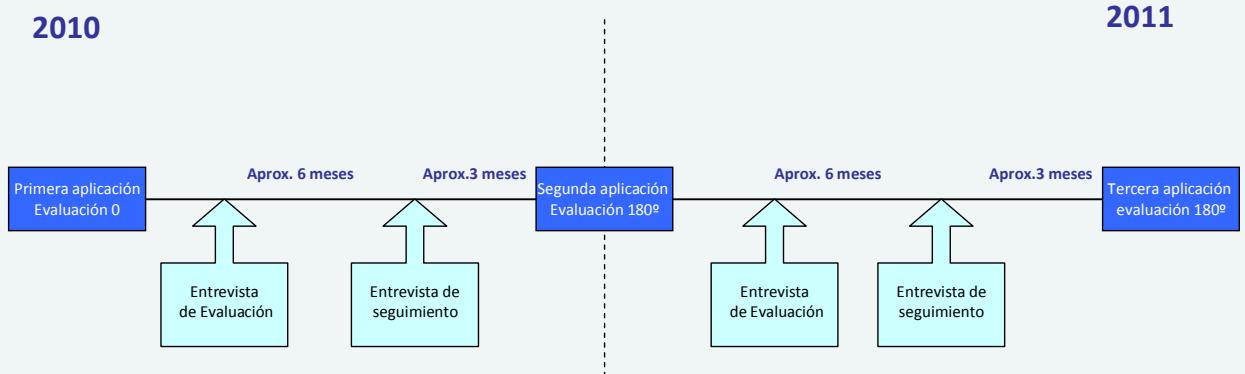 2010
2011
Aprox. 6 meses
Aprox.3 meses
Aprox. 6 meses
Aprox.3 meses
Primera aplicación
Evaluación 0
Segunda aplicación
Evaluación 180º
Tercera aplicación
evaluación 180º
Entrevista
de Evaluación
Entrevista de
seguimiento
Entrevista
de Evaluación
Entrevista de
seguimiento